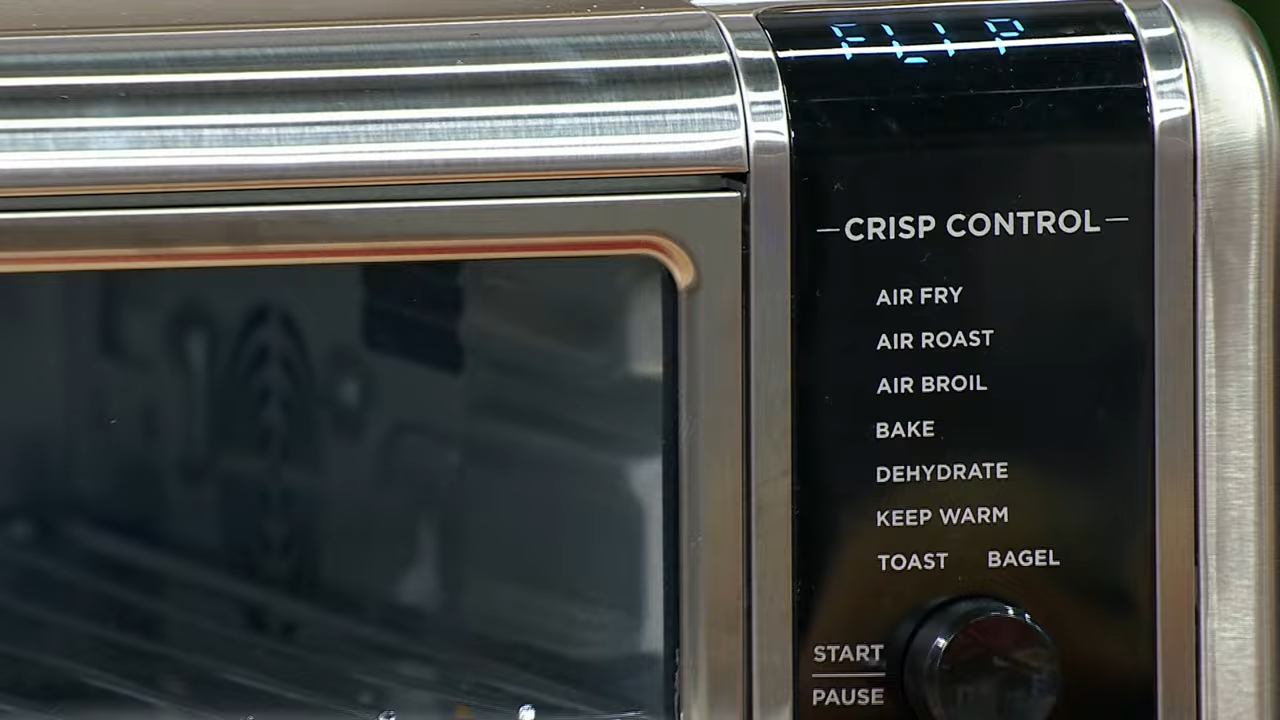 FLIP
CRISP CONTROL
AIR FRY
AIR ROAST
AIR BROIL
BAKE
DEHYDRATE
KEEP WARM
TOAST BAGEL
START
PAUSE